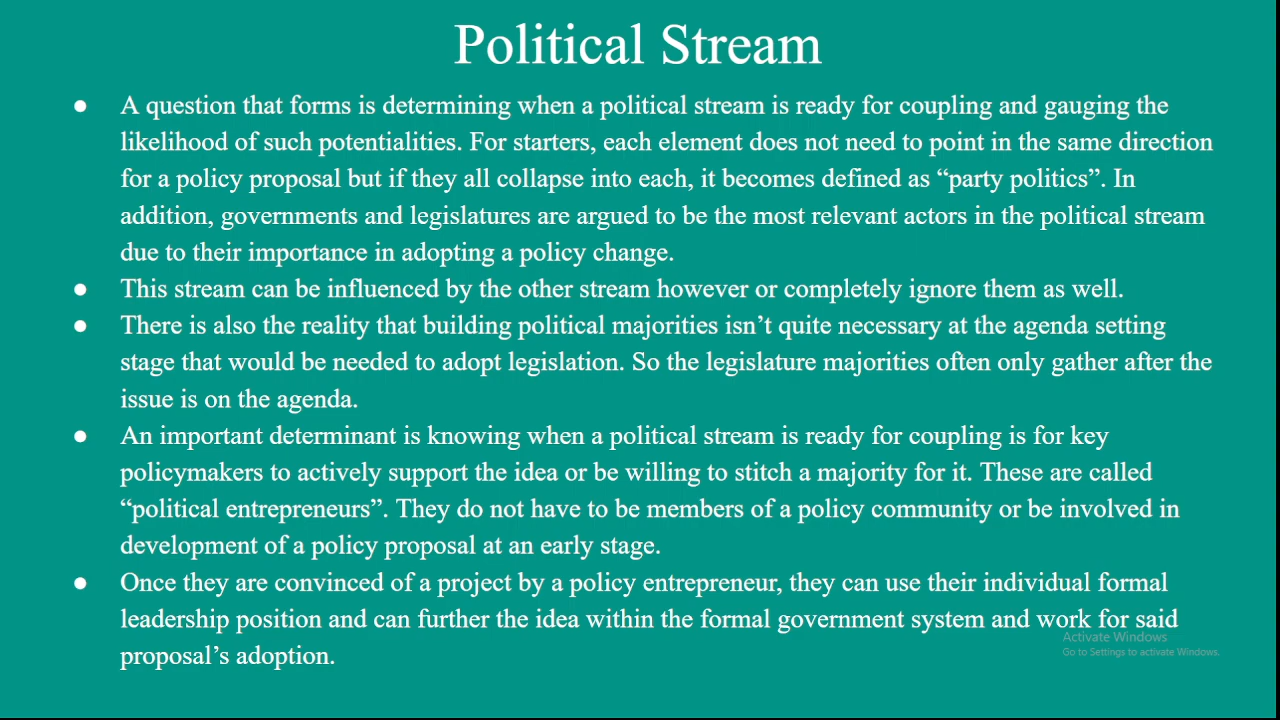 Political Stream
● A question that forms is determining when a political stream is ready for coupling and gauging the
likelihood of such potentialities. For starters, each element does not need to point in the same direction
for a policy proposal but if they all collapse into each, it becomes defined as “party politics”. In
addition, governments and legislatures are argued to be the most relevant actors in the political stream
due to their importance in adopting a policy change.
● This stream can be influenced by the other stream however or completely ignore them as well.
● There is also the reality that building political majorities isn’t quite necessary at the agenda setting
stage that would be needed to adopt legislation. So the legislature majorities often only gather after the
issue is on the agenda.
● An important determinant is knowing when a political stream is ready for coupling is for key
policymakers to actively support the idea or be willing to stitch a majority for it. These are called
“political entrepreneurs”. They do not have to be members of a policy community or be involved in
development of a policy proposal at an early stage.
● Once they are convinced of a project by a policy entrepreneur, they can use their individual formal
leadership position and can further the idea within the formal government system and work for said
proposal’s adoption.
Activate Windows
Go to Settings to activate Windows.